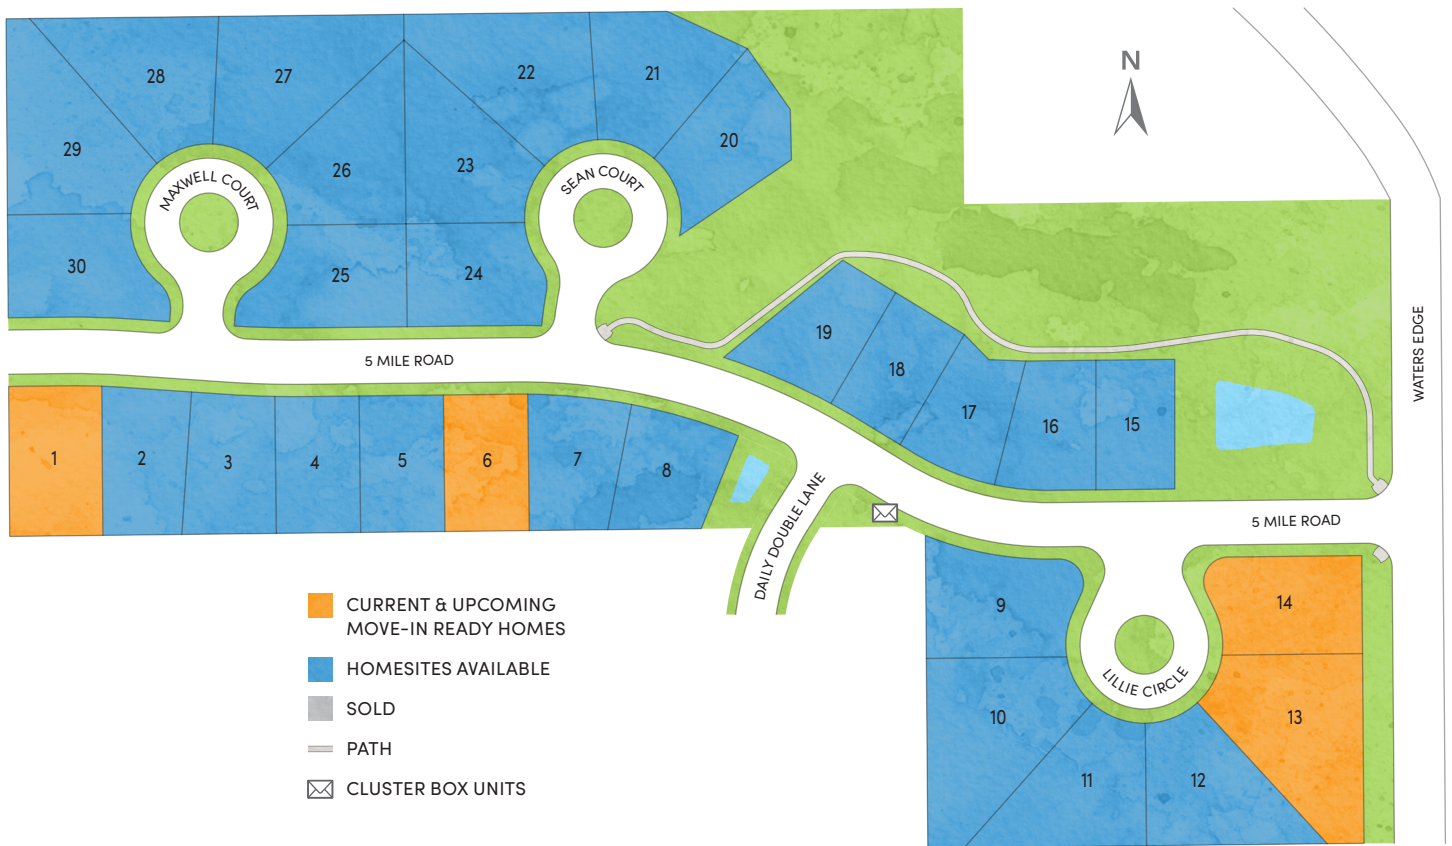 N
28
27
22
21
20
29
26
23
MAXWELL COURT
SEAN COURT
30
25
24
19
18
17
16
15
5 MILE ROAD
WATERS EDGE
1
2
3
4
5
6
7
8
DAILY DOUBLE LANE
5 MILE ROAD
9
14
10
13
LILLIE CIRCLE
11
12
CURRENT & UPCOMING
MOVE-IN READY HOMES
HOMESITES AVAILABLE
SOLD
PATH
CLUSTER BOX UNITS